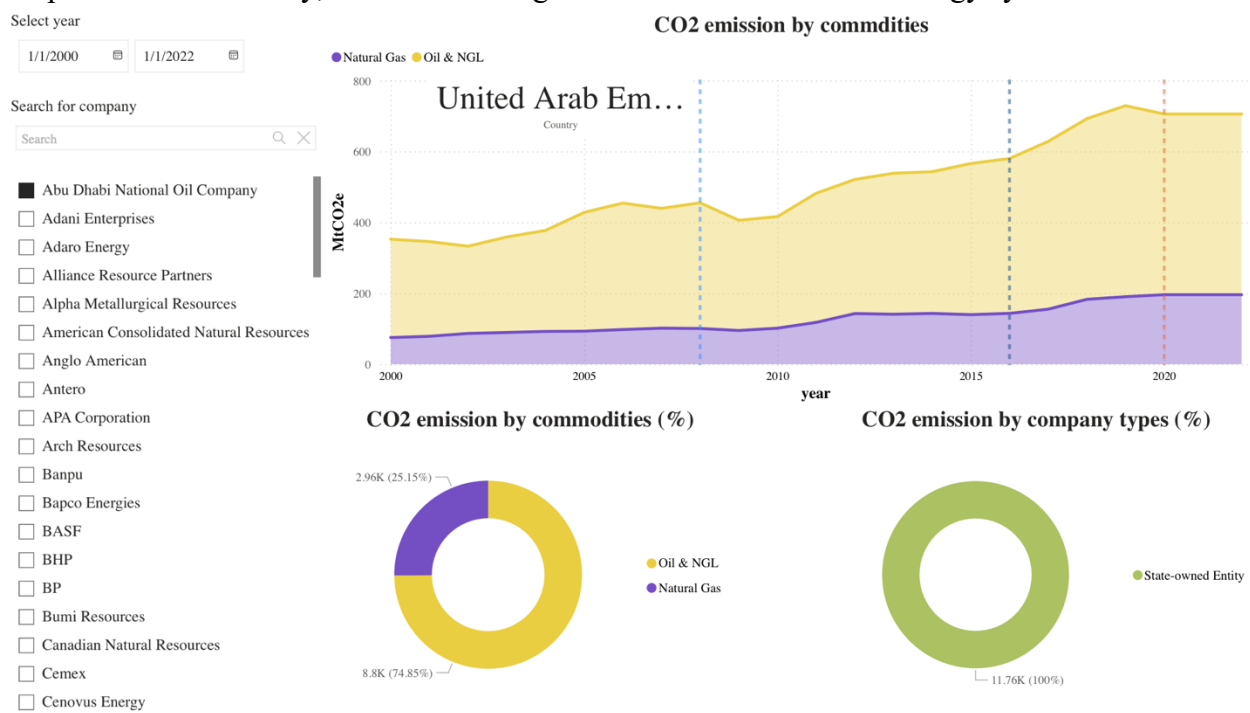 Select year
1/1/2000
1/1/2022
Search for company
Search
Abu Dhabi National Oil Company
Adani Enterprises
Adaro Energy
Alliance Resource Partners
Alpha Metallurgical Resources
American Consolidated Natural Resources
Anglo American
Antero
APA Corporation
Arch Resources
Banpu
Bapco Energies
BASF
BHP
BP
Bumi Resources
Canadian Natural Resources
Cemex
Cenovus Energy
CO2 emission by commdities
Natural Gas Oil & NGL
United Arab Em…
Country
MtCO2e
800
600
400
200
0
2000 2005 2010 2015 2020
year
CO2 emission by commodities (%)
2.96K (25.15%)
8.8K (74.85%)
Oil & NGL
Natural Gas
CO2 emission by company types (%)
State-owned Entity
11.76K (100%)